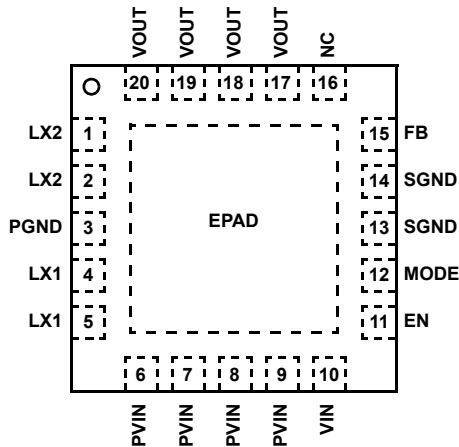 VOUT
VOUT
VOUT
VOUT
NC
20
19
18
17
16
LX2 1
LX2 2
PGND 3
LX1 4
LX1 5
EPAD
15 FB
14 SGND
13 SGND
12 MODE
11 EN
6
7
8
9
10
PVIN
PVIN
PVIN
PVIN
VIN